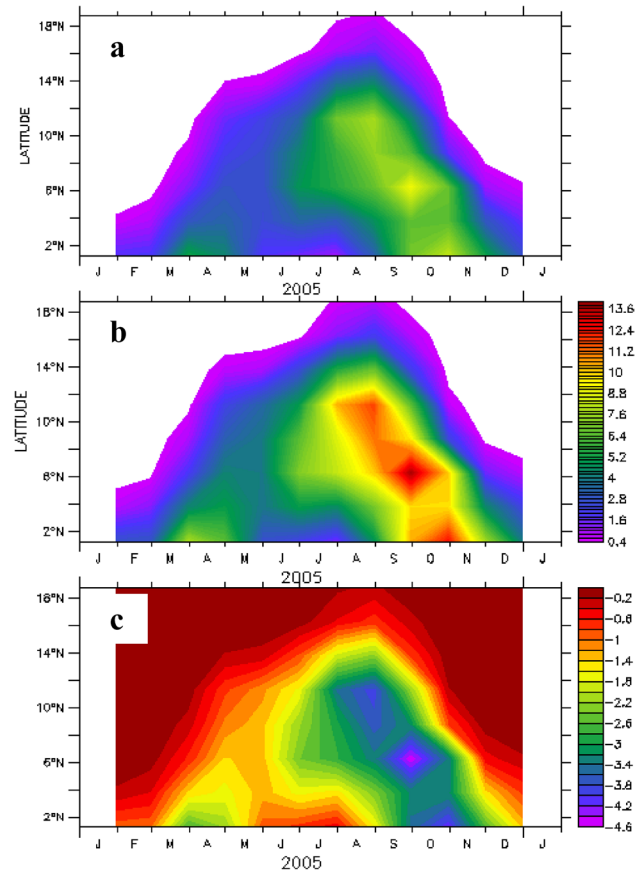 a
18°N
14°N
10°N
6°N
2°N
LATITUDE
J F M A M J J A S O N D J
2005
b
18°N
14°N
10°N
6°N
2°N
LATITUDE
J F M A M J J A S O N D J
2005
13.6
12.4
11.2
10
8.8
7.6
6.4
5.2
4
2.8
1.6
0.4
c
18°N
14°N
10°N
6°N
2°N
J F M A M J J A S O N D J
2005
-0.2
-.6
-1
-1.4
-1.8
-2.2
-2.6
-3
-3.4
-3.8
-4.2
-4.6